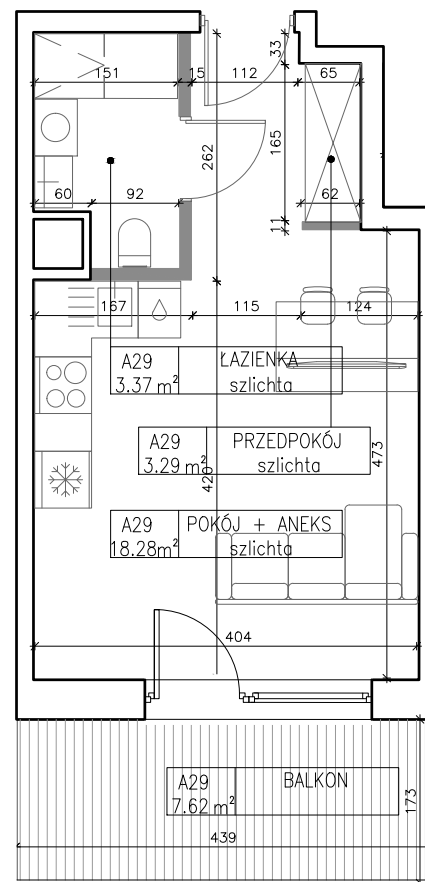 33
151 15 112 65
165
262
60 92 62
11
167 115 124
A29 ŁAZIENKA
3.37 m² szlichta
A29 PRZEDPOKÓJ
3.29 m² szlichta
473
420
A29 POKÓJ + ANEKS
18.28m² szlichta
404
A29 BALKON
7.62 m²
173
439